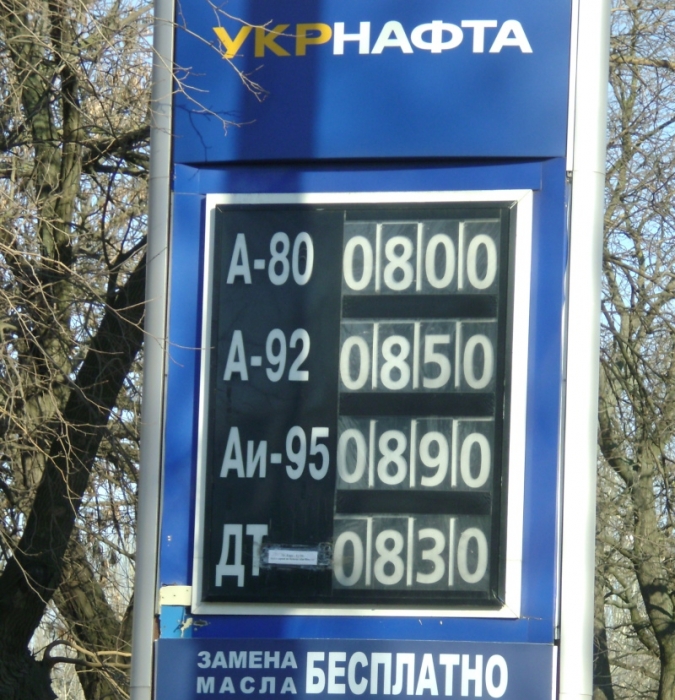 УКРНАФТА
А-80 0800
А-92 0850
Аи-95 0890
ДТ 0830
ЗАМЕНА МАСЛА БЕСПЛАТНО